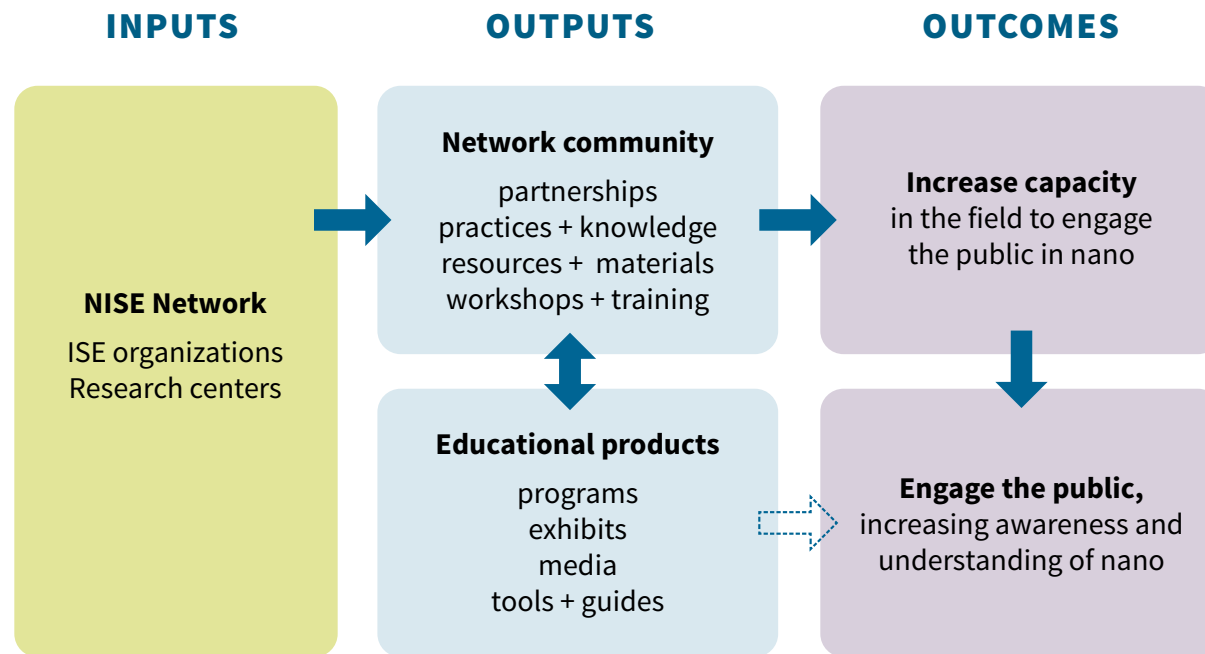 INPUTS
OUTPUTS
OUTCOMES
NISE Network
ISE organizations
Research centers
Network community
partnerships
practices + knowledge
resources + materials
workshops + training
Educational products
programs
exhibits
media
tools + guides
Increase capacity
in the field to engage
the public in nano
Engage the public,
increasing awareness and
understanding of nano